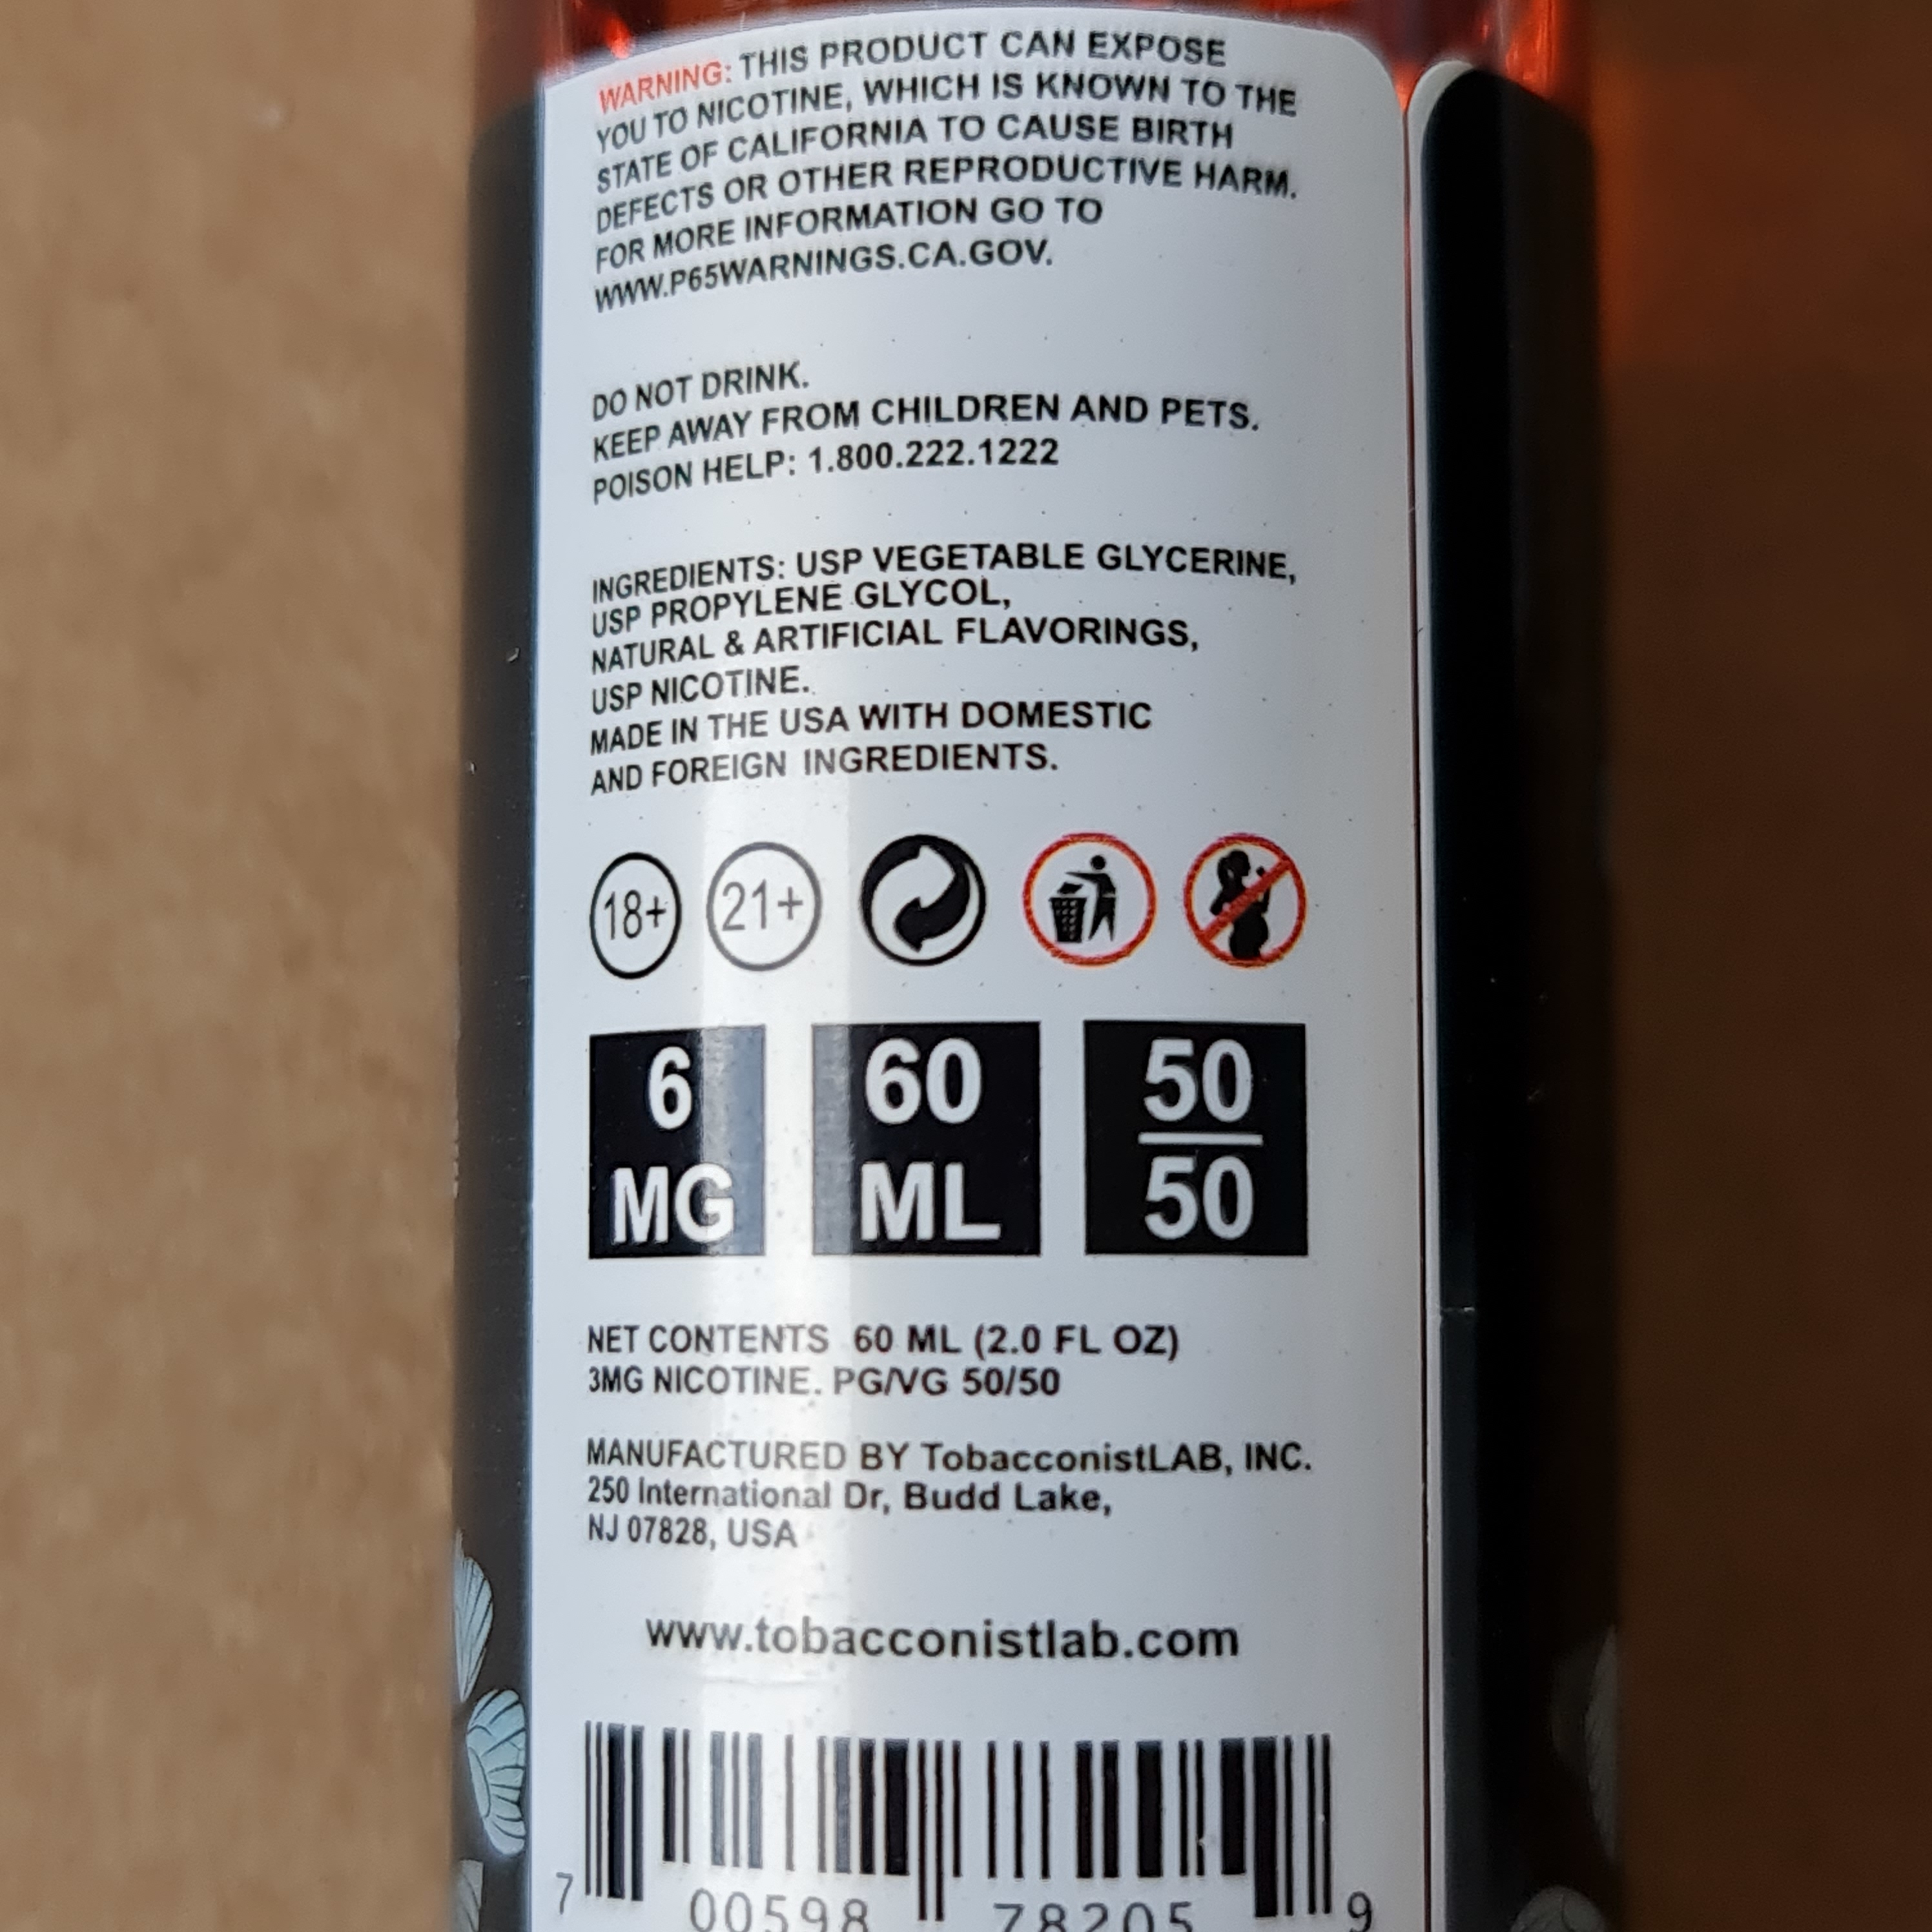 WARNING: THIS PRODUCT CAN EXPOSE
YOU TO NICOTINE, WHICH IS KNOWN TO THE
STATE OF CALIFORNIA TO CAUSE BIRTH
DEFECTS OR OTHER REPRODUCTIVE HARM.
FOR MORE INFORMATION GO TO
WWW.P65WARNINGS.CA.GOV.
DO NOT DRINK.
KEEP AWAY FROM CHILDREN AND PETS.
POISON HELP: 1.800.222.1222
INGREDIENTS: USP VEGETABLE GLYCERINE,
USP PROPYLENE GLYCOL,
NATURAL & ARTIFICIAL FLAVORINGS,
USP NICOTINE.
MADE IN THE USA WITH DOMESTIC
AND FOREIGN INGREDIENTS.
18+ 21+
6 MG
60 ML
50
50
NET CONTENTS 60 ML (2.0 FL OZ)
3MG NICOTINE. PG/VG 50/50
MANUFACTURED BY TobacconistLAB, INC.
250 International Dr, Budd Lake,
NJ 07828, USA
www.tobacconistlab.com
7 00598 78205 9